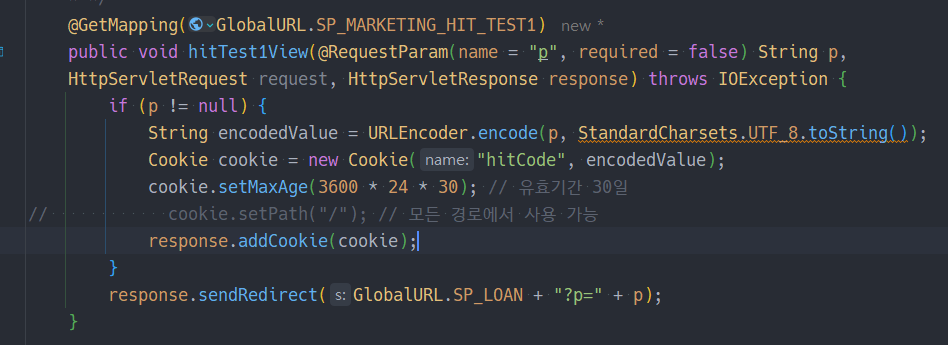 @GetMapping(GlobalURL.SP_MARKETING_HIT_TEST1) new *
public void hitTest1View(@RequestParam(name = "p", required = false) String p,
HttpServletRequest request, HttpServletResponse response) throws IOException {
if (p != null) {
String encodedValue = URLEncoder.encode(p, StandardCharsets.UTF_8.toString());
Cookie cookie = new Cookie( name: "hitCode", encodedValue);
cookie.setMaxAge(3600 * 24 * 30); // 유효기간 30일
// cookie.setPath("/"); // 모든 경로에서 사용 가능
response.addCookie(cookie);
}
response.sendRedirect( s: GlobalURL.SP_LOAN + "?p=" + p);
}